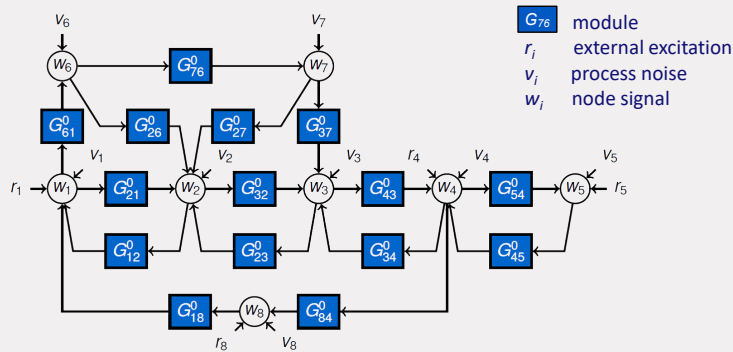 G76 module
ri external excitation
vi process noise
wi node signal
v6 v7
w6 G⁰76 w7
G⁰61 G⁰26 G⁰27 G⁰37
v1 v2 v3 r4 v4 v5
r1 w1 G⁰21 w2 G⁰32 w3 G⁰43 w4 G⁰54 w5 r5
G⁰12 G⁰23 G⁰34 G⁰45
G⁰18 w8 G⁰84
r8 v8